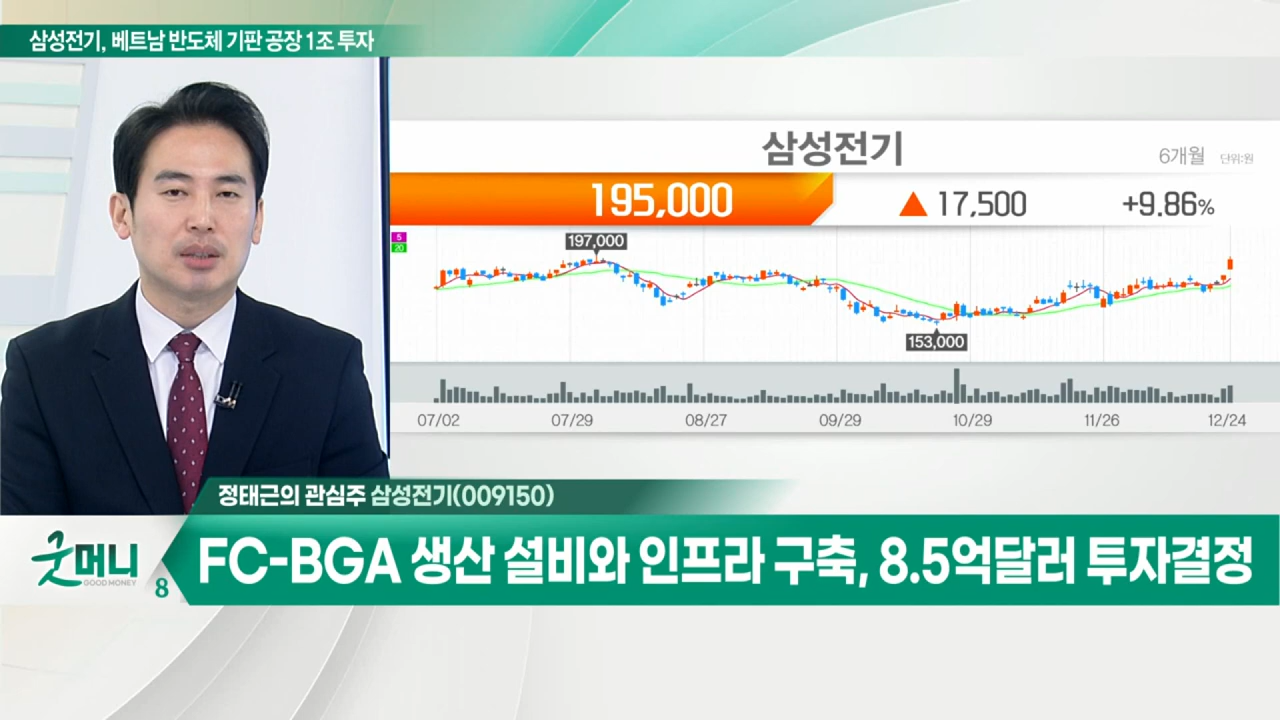 삼성전기, 베트남 반도체 기판 공장 1조 투자
삼성전기
6개월 단위:원
195,000 ▲ 17,500 +9.86%
5
20
197,000
153,000
07/02 07/29 08/27 09/29 10/29 11/26 12/24
정태근의 관심주 삼성전기(009150)
굿머니
GOOD MONEY
8
FC-BGA 생산 설비와 인프라 구축, 8.5억달러 투자결정